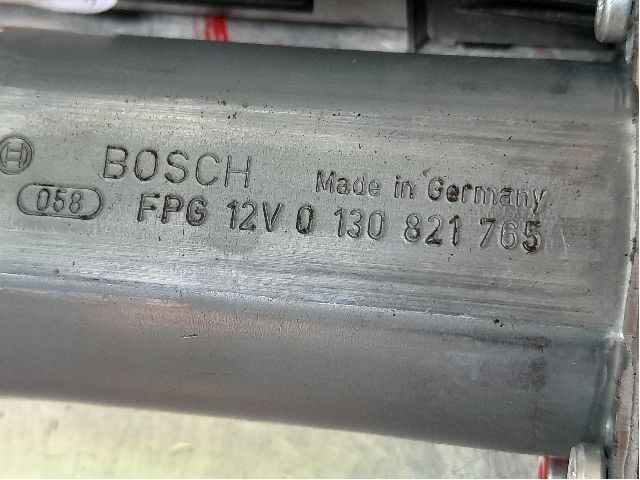 BOSCH Made in Germany
058 FPG 12V 0 130 821 765